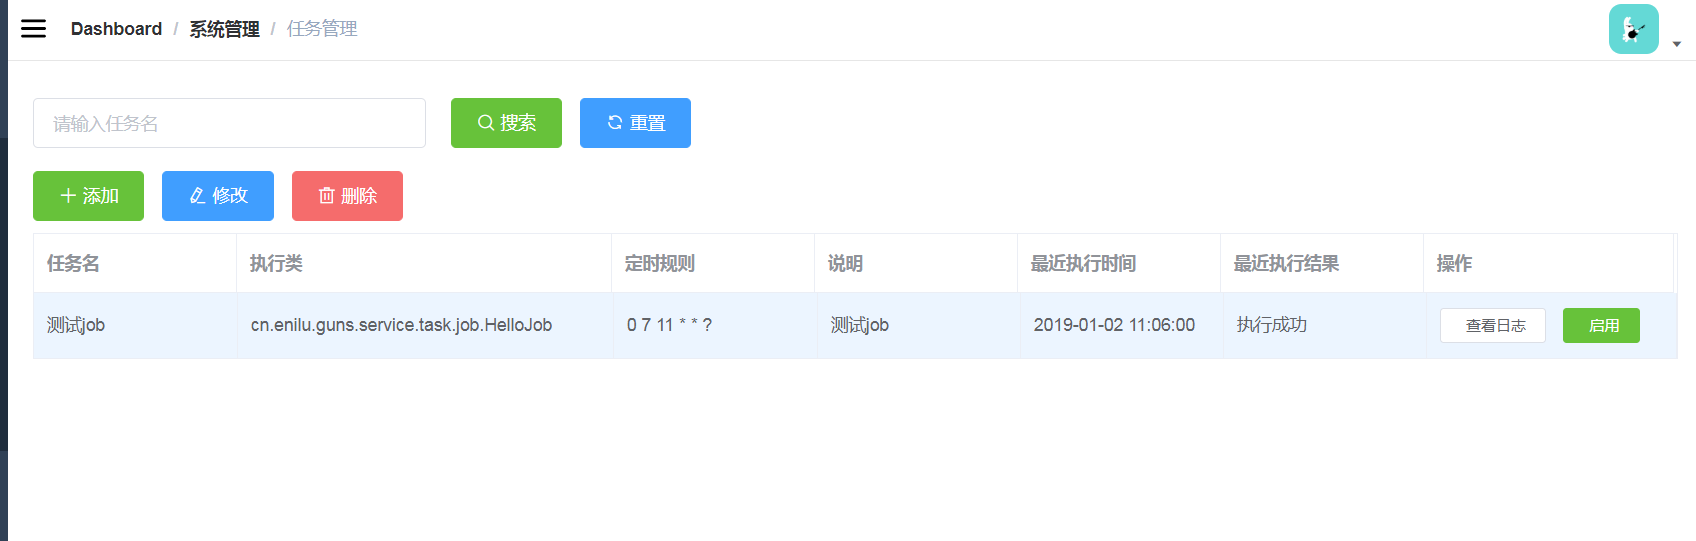 Dashboard / 系统管理 / 任务管理
请输入任务名 搜索 重置
添加 修改 删除
任务名 执行类 定时规则 说明 最近执行时间 最近执行结果 操作
测试job cn.enilu.guns.service.task.job.HelloJob 0 7 11 * * ? 测试job 2019-01-02 11:06:00 执行成功 查看日志 启用